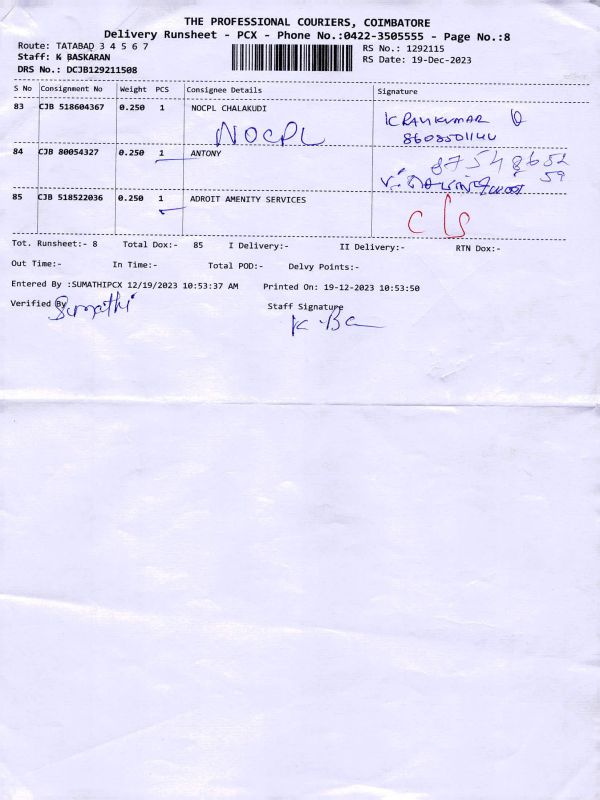 THE PROFESSIONAL COURIERS, COIMBATORE
Delivery Runsheet - PCX - Phone No.:0422-3505555 - Page No.:8
Route: TATABAD 3 4 5 6 7 RS No.: 1292115
Staff: K BASKARAN RS Date: 19-Dec-2023
DRS No.: DCJB129211508
S No Consignment No Weight PCS Consignee Details Signature
83 CJB 518604367 0.250 1 NOCPL CHALAKUDI K RAVIKUMAR
NOCPL 8608501144
84 CJB 80054327 0.250 1 ANTONY 87548652
59
85 CJB 518522036 0.250 1 ADROIT AMENITY SERVICES
Tot. Runsheet:- 8 Total Dox:- 85 I Delivery:- II Delivery:- RTN Dox:-
Out Time:- In Time:- Total POD:- Delvy Points:-
Entered By :SUMATHIPCX 12/19/2023 10:53:37 AM Printed On: 19-12-2023 10:53:50
Verified By Staff Signature
Sumathi